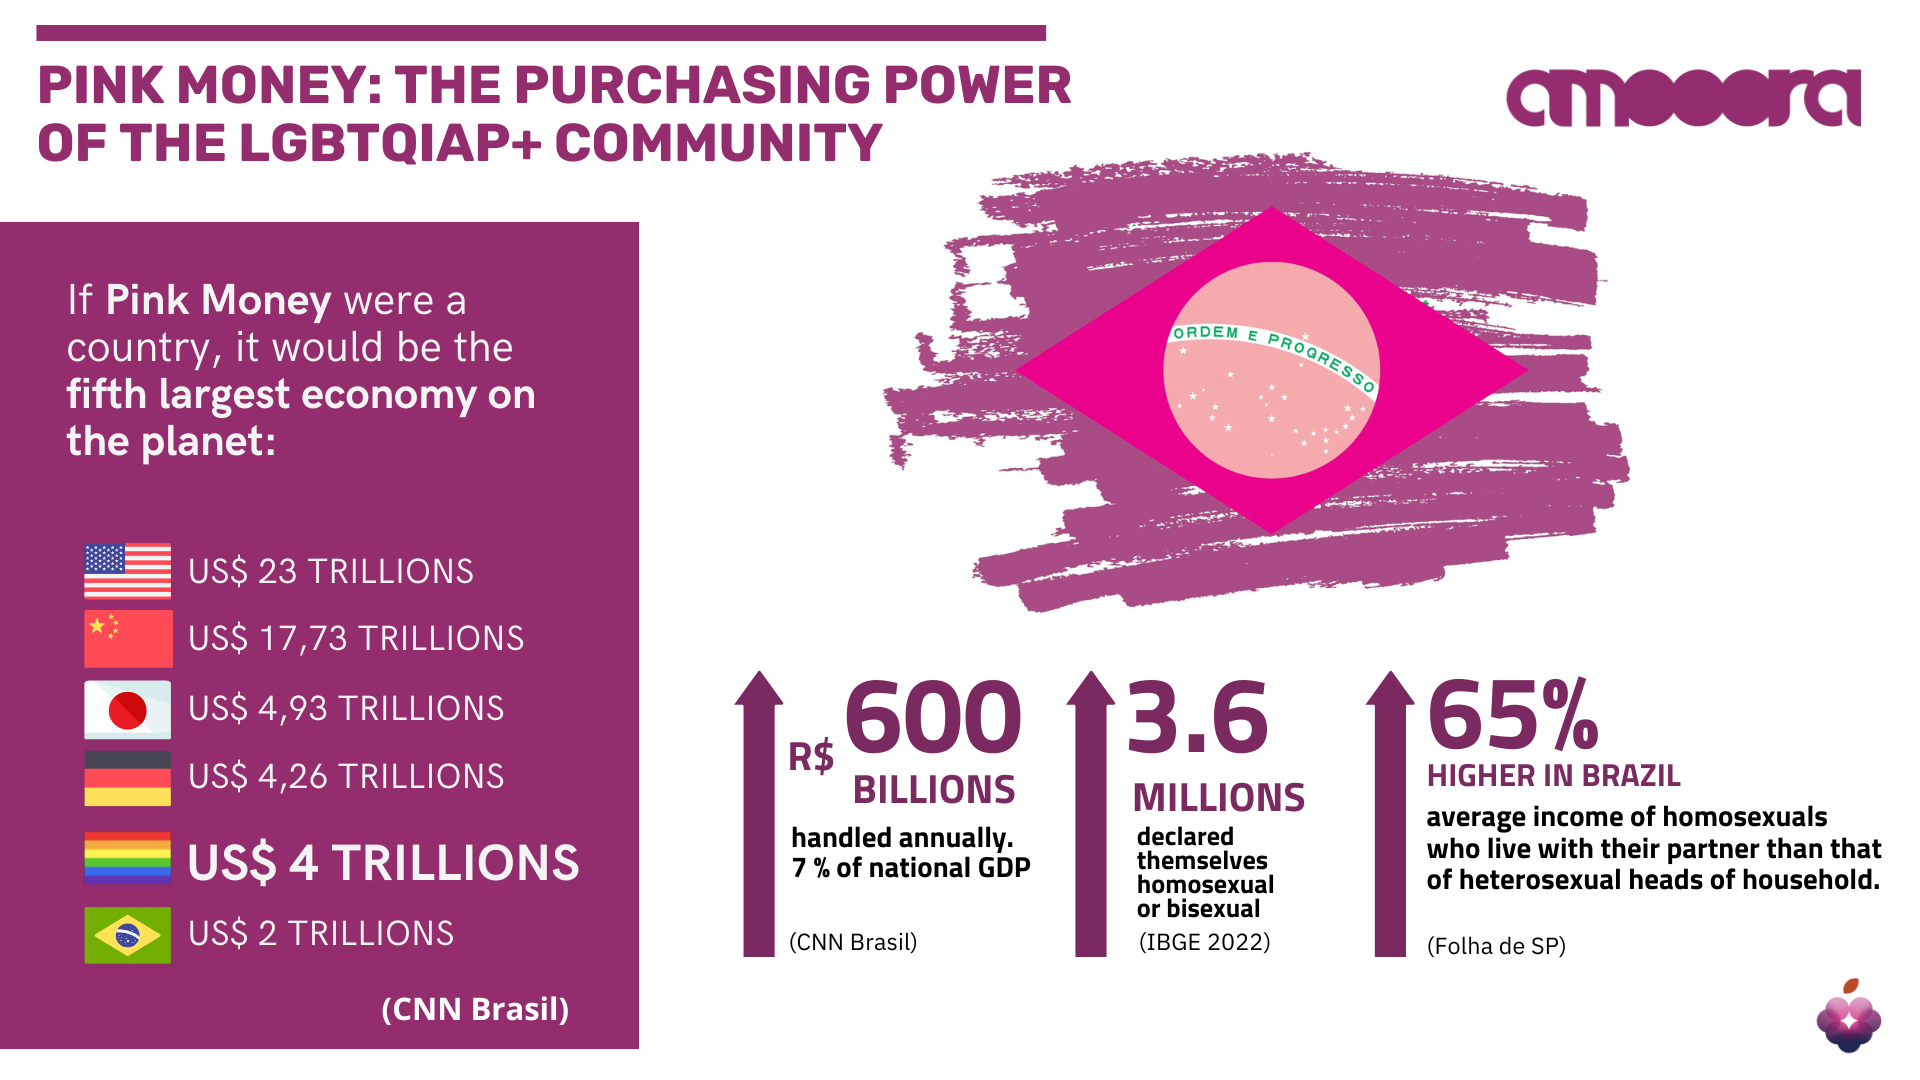 PINK MONEY: THE PURCHASING POWER
OF THE LGBTQIAP+ COMMUNITY
amooora
If Pink Money were a
country, it would be the
fifth largest economy on
the planet:
US$ 23 TRILLIONS
US$ 17,73 TRILLIONS
US$ 4,93 TRILLIONS
US$ 4,26 TRILLIONS
US$ 4 TRILLIONS
US$ 2 TRILLIONS
(CNN Brasil)
ORDEM E PROGRESSO
R$ 600
BILLIONS
handled annually.
7 % of national GDP
(CNN Brasil)
3.6
MILLIONS
declared
themselves
homosexual
or bisexual
(IBGE 2022)
65%
HIGHER IN BRAZIL
average income of homosexuals
who live with their partner than that
of heterosexual heads of household.
(Folha de SP)